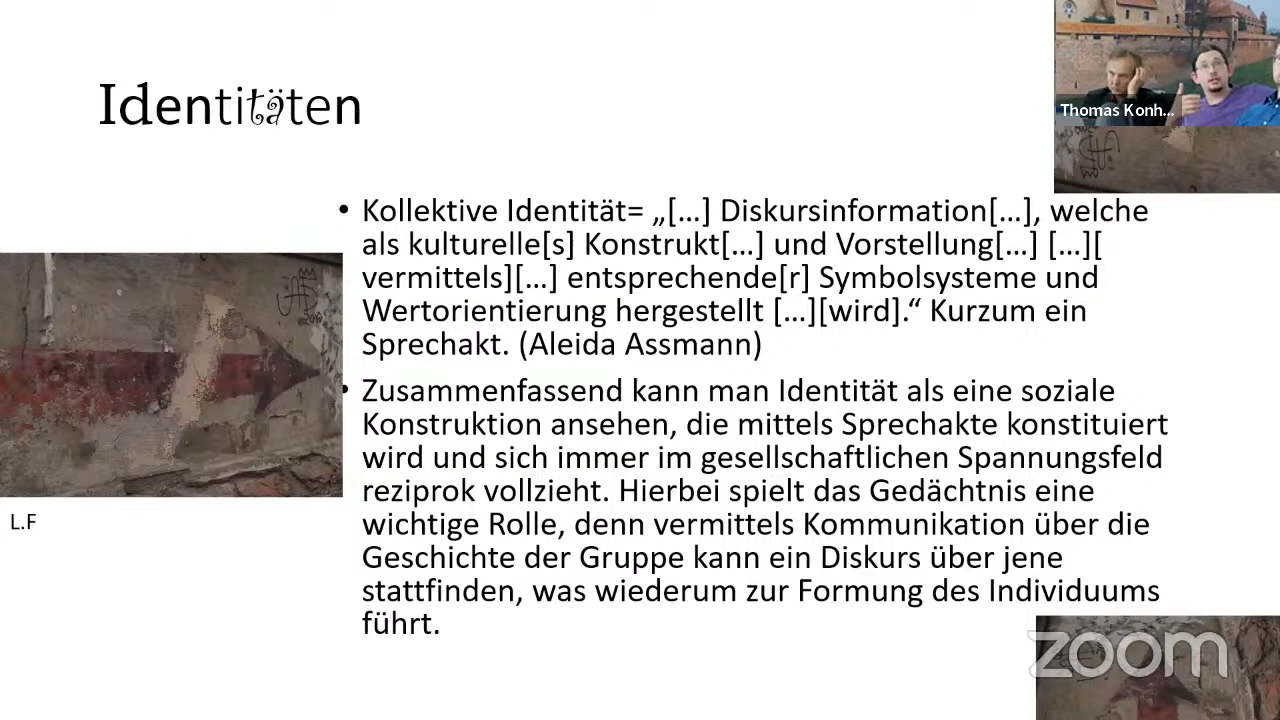 Identitäten
Thomas Konh...
• Kollektive Identität= „[…] Diskursinformation[…], welche
als kulturelle[s] Konstrukt[…] und Vorstellung[…] […][
vermittels][…] entsprechende[r] Symbolsysteme und
Wertorientierung hergestellt […][wird].“ Kurzum ein
Sprechakt. (Aleida Assmann)
• Zusammenfassend kann man Identität als eine soziale
Konstruktion ansehen, die mittels Sprechakte konstituiert
wird und sich immer im gesellschaftlichen Spannungsfeld
reziprok vollzieht. Hierbei spielt das Gedächtnis eine
wichtige Rolle, denn vermittels Kommunikation über die
Geschichte der Gruppe kann ein Diskurs über jene
stattfinden, was wiederum zur Formung des Individuums
führt.
L.F
zoom